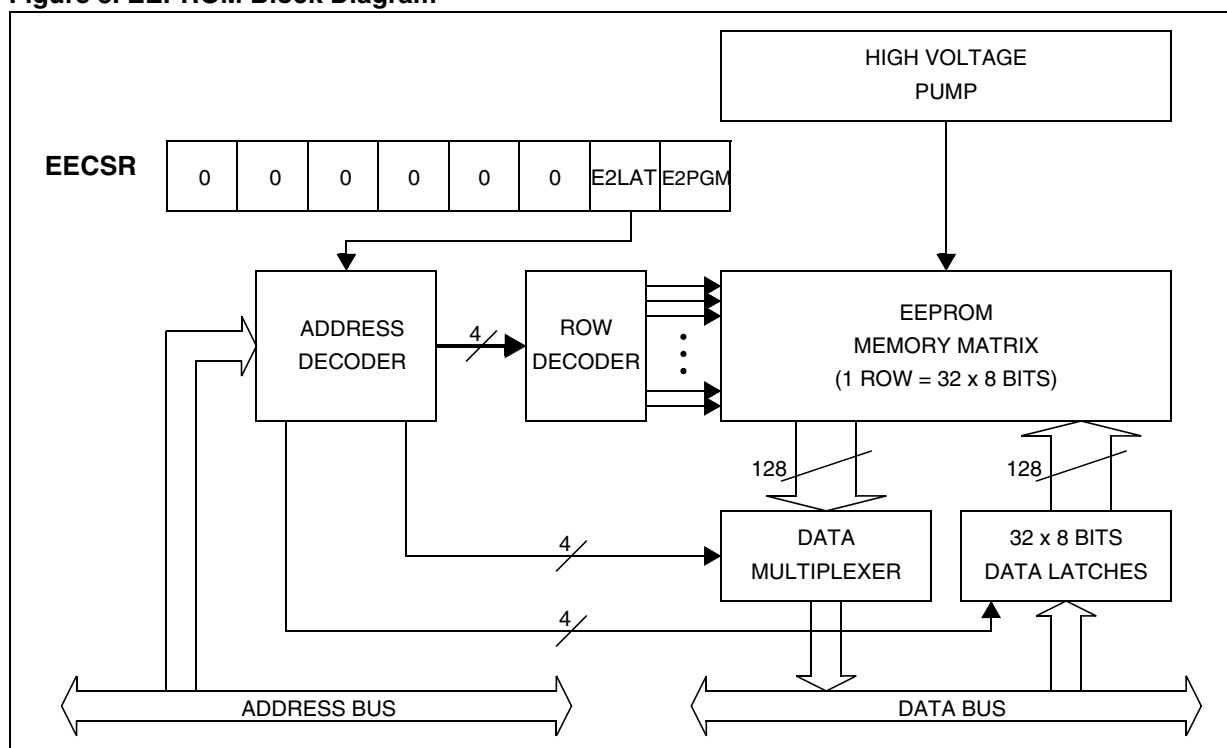 HIGH VOLTAGE
PUMP
EECSR
0 0 0 0 0 0 E2LAT E2PGM
ADDRESS
DECODER
4
ROW
DECODER
EEPROM
MEMORY MATRIX
(1 ROW = 32 x 8 BITS)
128
128
4
DATA
MULTIPLEXER
32 x 8 BITS
DATA LATCHES
4
ADDRESS BUS
DATA BUS